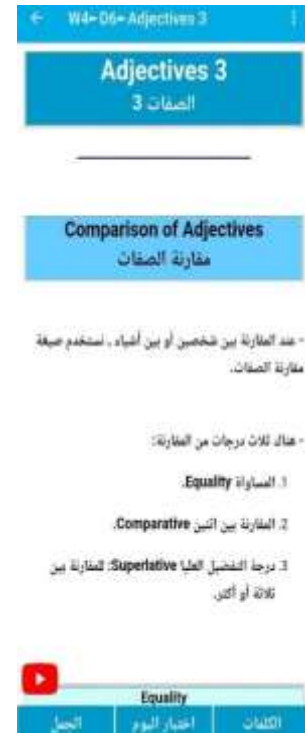 W4-D6- Adjectives 3
Adjectives 3
الصفات 3
Comparison of Adjectives
مقارنة الصفات
- عند المقارنة بين شخصين أو بين أشياء ، نستخدم صيغة
مقارنة الصفات.
- هناك ثلاث درجات من المقارنة:
1. المساواة Equality.
2. المقارنة بين اثنين Comparative.
3. درجة التفضيل العليا Superlative: للمقارنة بين
ثلاثة أو أكثر.
Equality
الكلمات
اختبار اليوم
الجمل